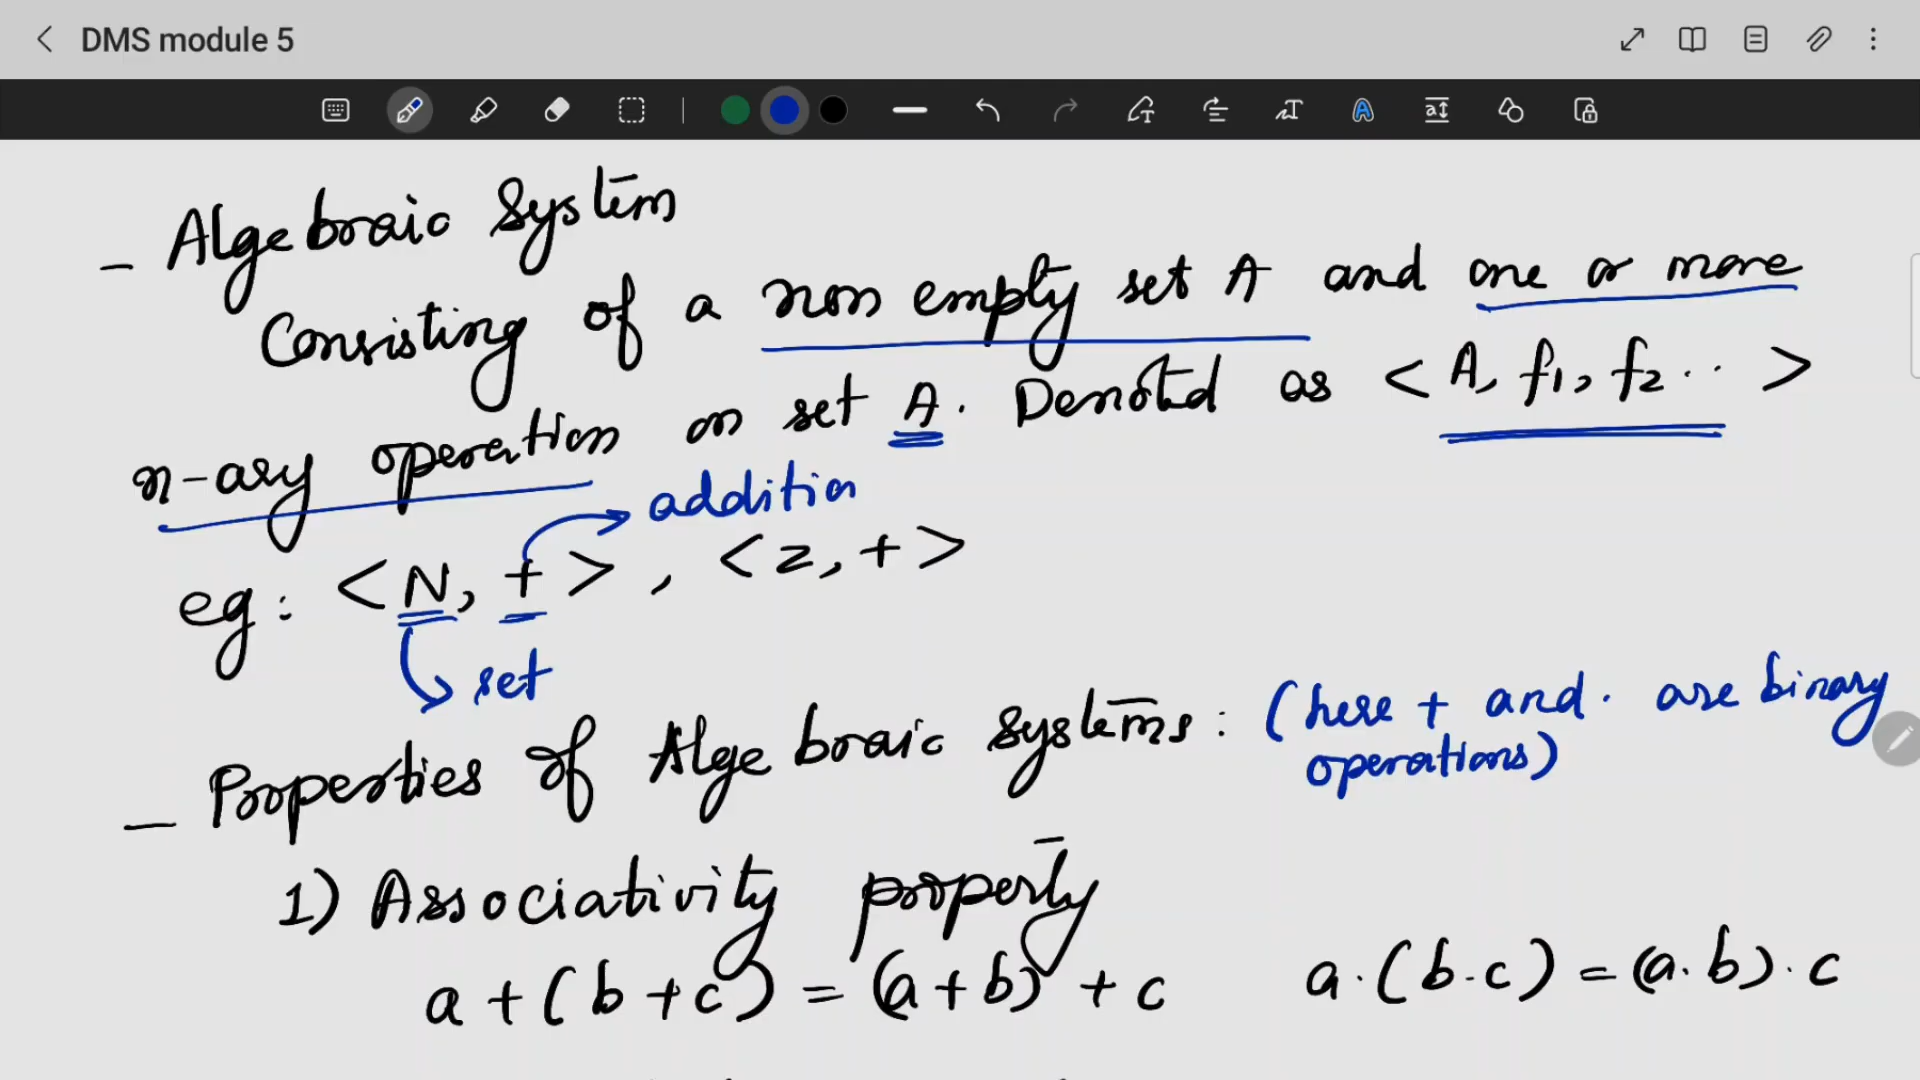 DMS module 5
- Algebraic System
Consisting of a non empty set A and one or more
n-ary operation on set A. Denoted as < A, f1, f2 .. >
addition
eg: < N, + > , < z, + >
set
- Properties of Algebraic systems: (here + and . are binary
operations)
1) Associativity property
a + (b + c) = (a + b) + c a . (b . c) = (a . b) . c